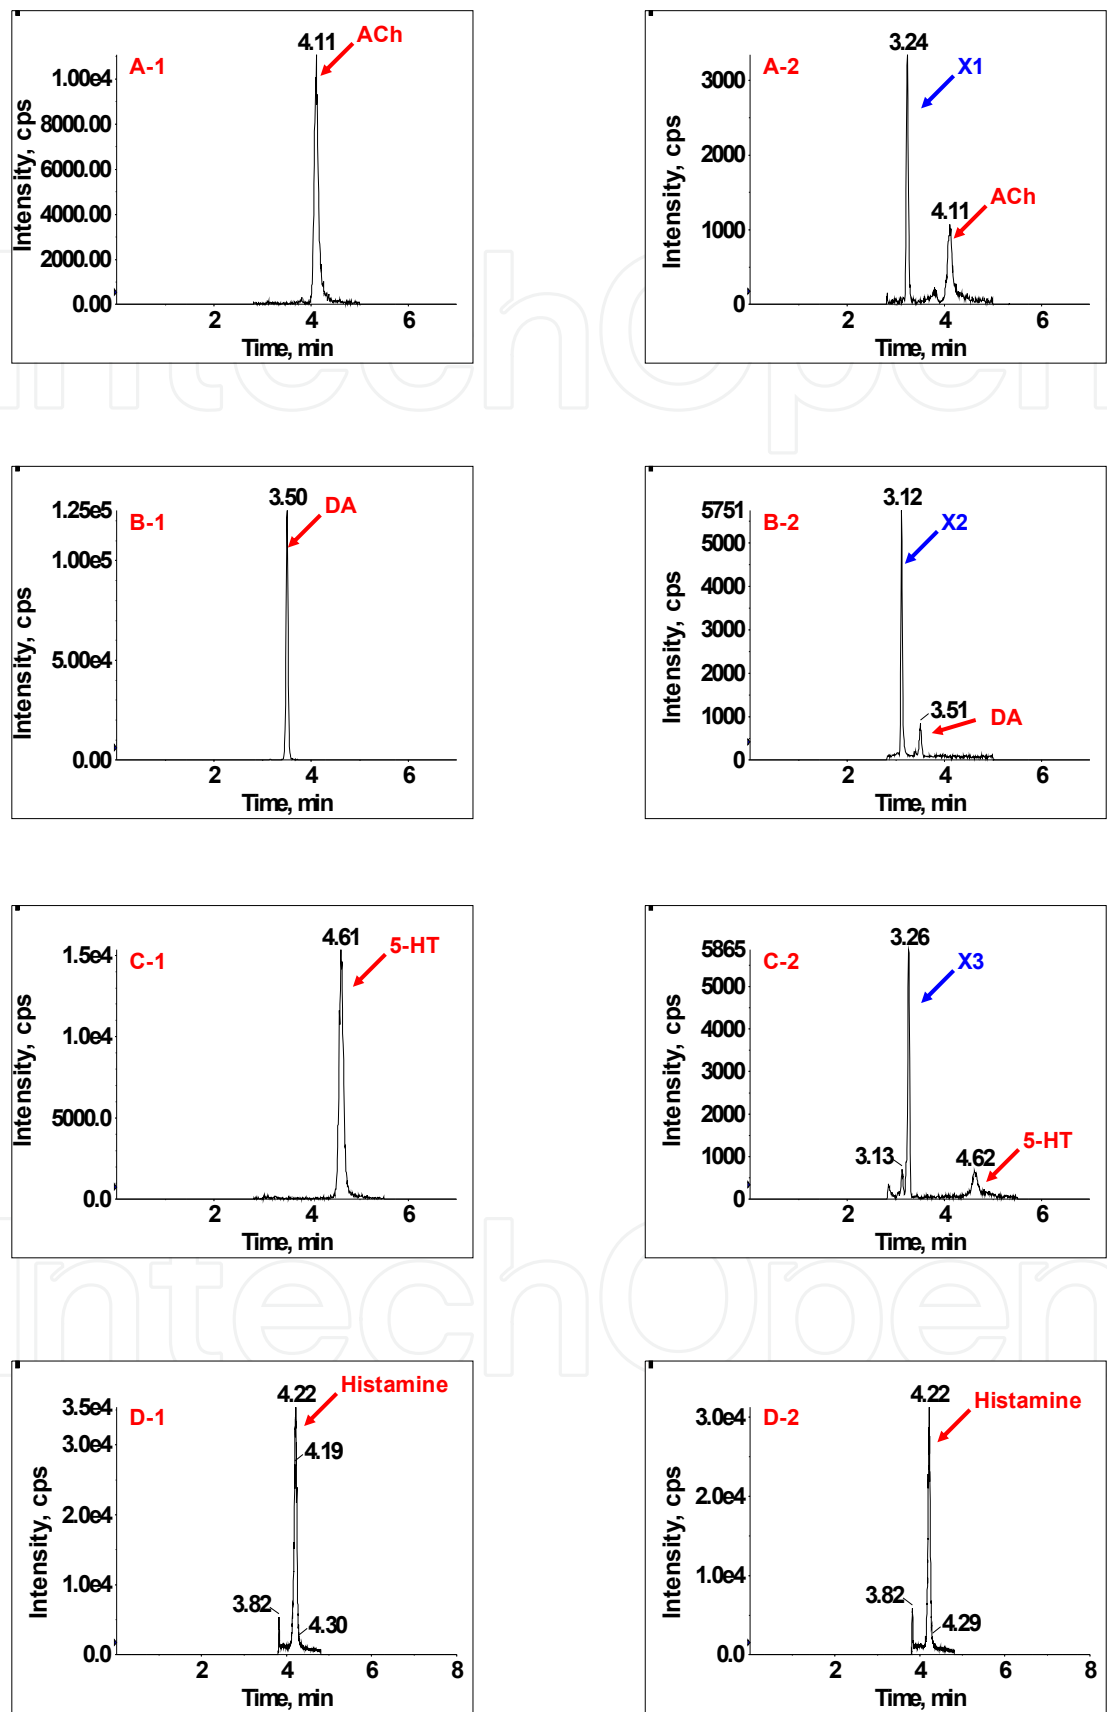 4.11
ACh
A-1
1.00e4
8000.00
6000.00
4000.00
2000.00
0.00
Intensity, cps
2 4 6
Time, min
3.24
A-2
X1
3000
2000
1000
0
4.11
ACh
Intensity, cps
2 4 6
Time, min
3.50
DA
B-1
1.25e5
1.00e5
5.00e4
0.00
Intensity, cps
2 4 6
Time, min
3.12
B-2
X2
5751
5000
4000
3000
2000
1000
0
3.51
DA
Intensity, cps
2 4 6
Time, min
4.61
5-HT
C-1
1.5e4
1.0e4
5000.0
0.0
Intensity, cps
2 4 6
Time, min
3.26
C-2
X3
5865
5000
4000
3000
2000
1000
0
3.13
4.62
5-HT
Intensity, cps
2 4 6
Time, min
4.22
Histamine
D-1
3.5e4
3.0e4
2.0e4
1.0e4
0.0
4.19
3.82
4.30
Intensity, cps
2 4 6 8
Time, min
4.22
Histamine
D-2
3.0e4
2.0e4
1.0e4
0.0
3.82
4.29
Intensity, cps
2 4 6 8
Time, min
IntechOpen
IntechOpen